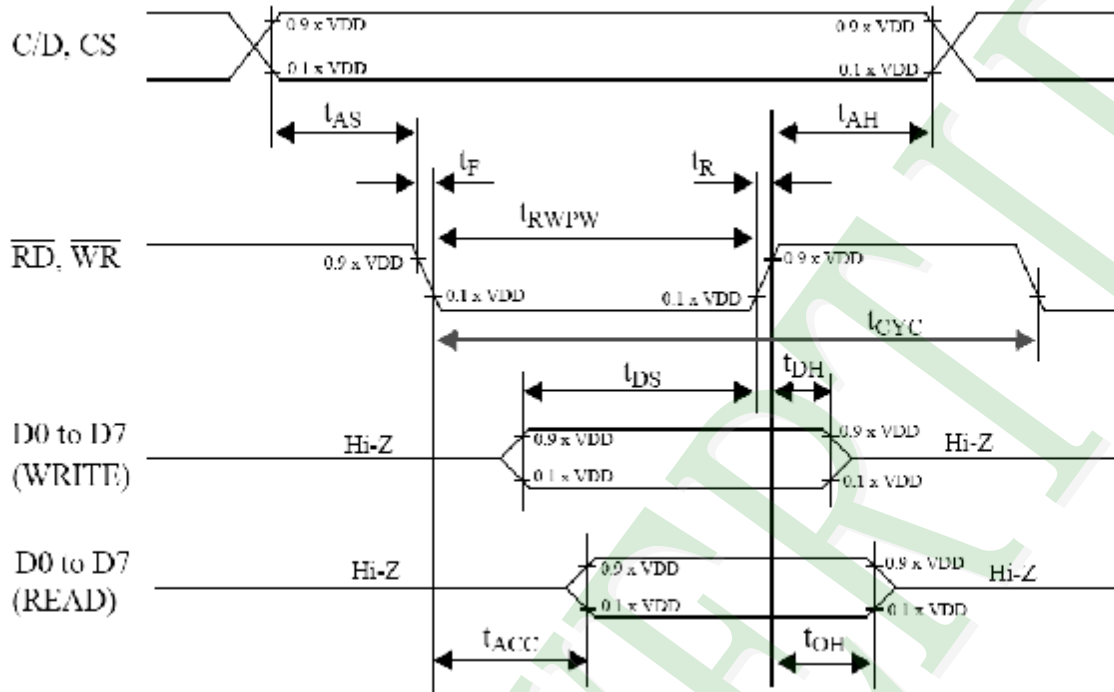 C/D, CS
0.9 x VDD
0.9 x VDD
0.1 x VDD
0.1 x VDD
tAS
tAH
tF
tR
tRWPW
RD, WR
0.9 x VDD
0.9 x VDD
0.1 x VDD
0.1 x VDD
tCYC
tDS
tDH
D0 to D7
(WRITE)
Hi-Z
0.9 x VDD
0.9 x VDD
Hi-Z
0.1 x VDD
0.1 x VDD
D0 to D7
(READ)
Hi-Z
0.9 x VDD
0.9 x VDD
Hi-Z
0.1 x VDD
0.1 x VDD
tACC
tOH